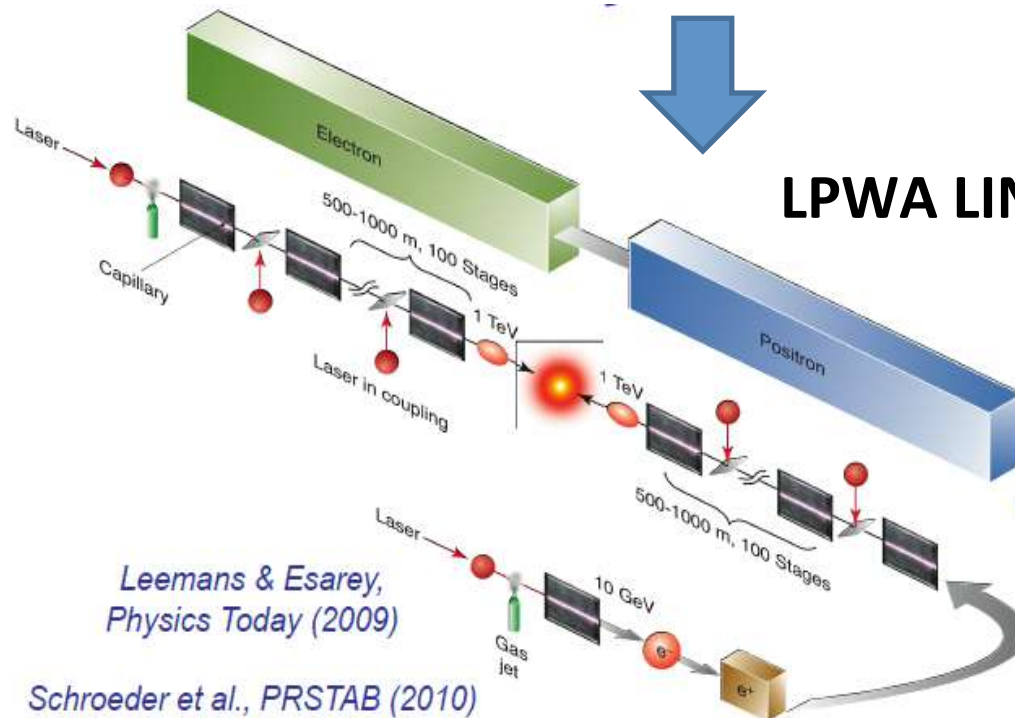 Electron
Laser
LPWA LIN
500-1000 m, 100 Stages
Capillary
1 TeV
Positron
Laser in coupling
1 TeV
500-1000 m, 100 Stages
Laser
Leemans & Esarey,
Physics Today (2009)
10 GeV
Gas
jet
e⁻
e⁺
Schroeder et al., PRSTAB (2010)